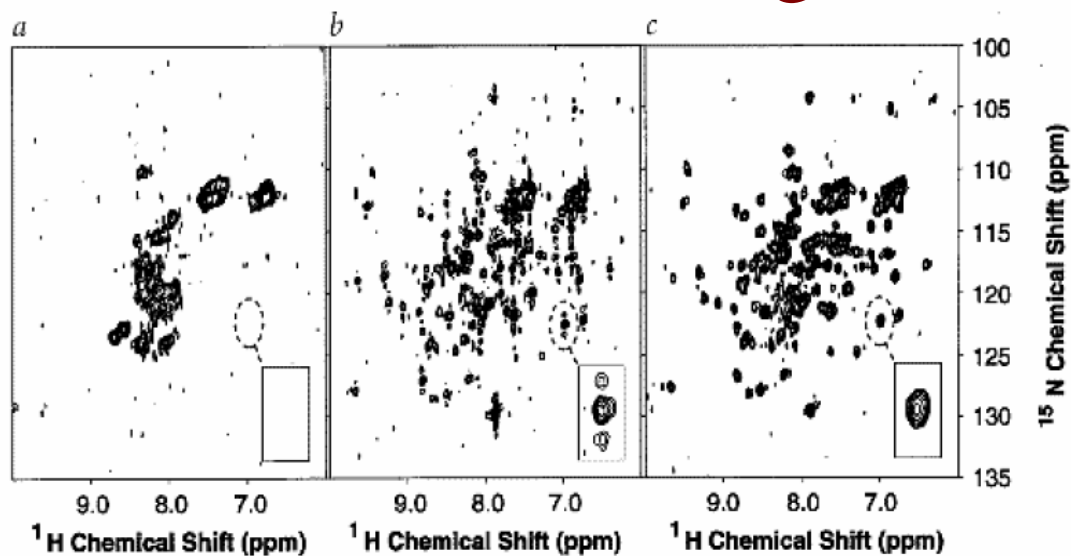 a b c
100
105
110
115
120
125
130
135
15 N Chemical Shift (ppm)
9.0 8.0 7.0 9.0 8.0 7.0 9.0 8.0 7.0
1 H Chemical Shift (ppm) 1 H Chemical Shift (ppm) 1 H Chemical Shift (ppm)